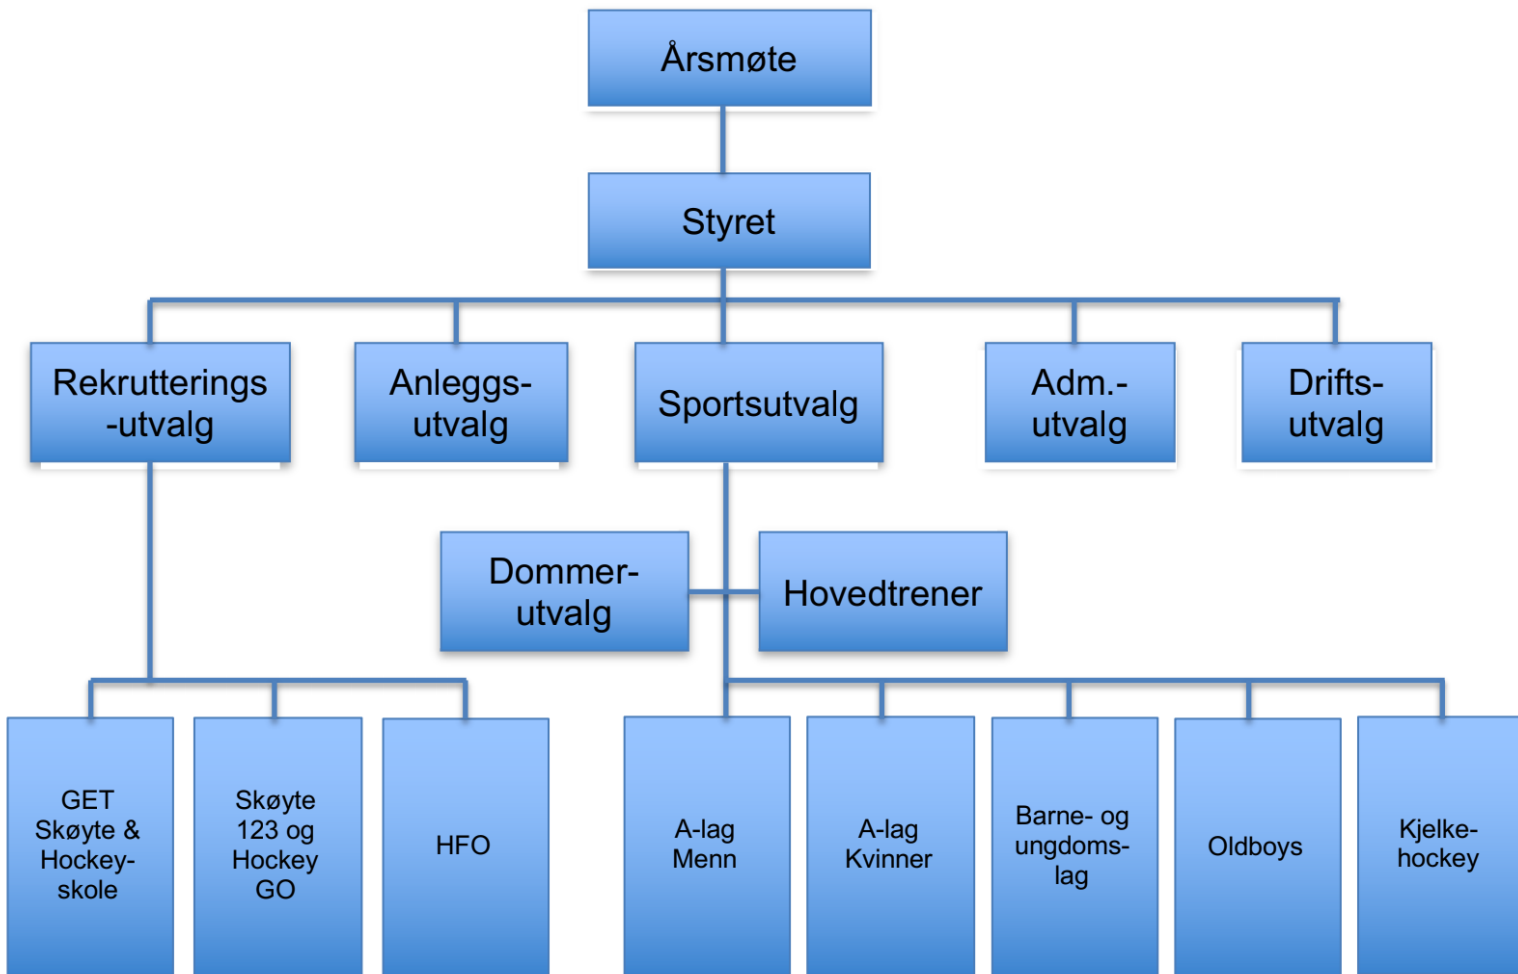 Årsmøte
Styret
Rekrutterings
-utvalg
Anleggs-
utvalg
Sportsutvalg
Adm.-
utvalg
Drifts-
utvalg
Dommer-
utvalg
Hovedtrener
GET
Skøyte &
Hockey-
skole
Skøyte
123 og
Hockey
GO
HFO
A-lag
Menn
A-lag
Kvinner
Barne- og
ungdoms-
lag
Oldboys
Kjelke-
hockey